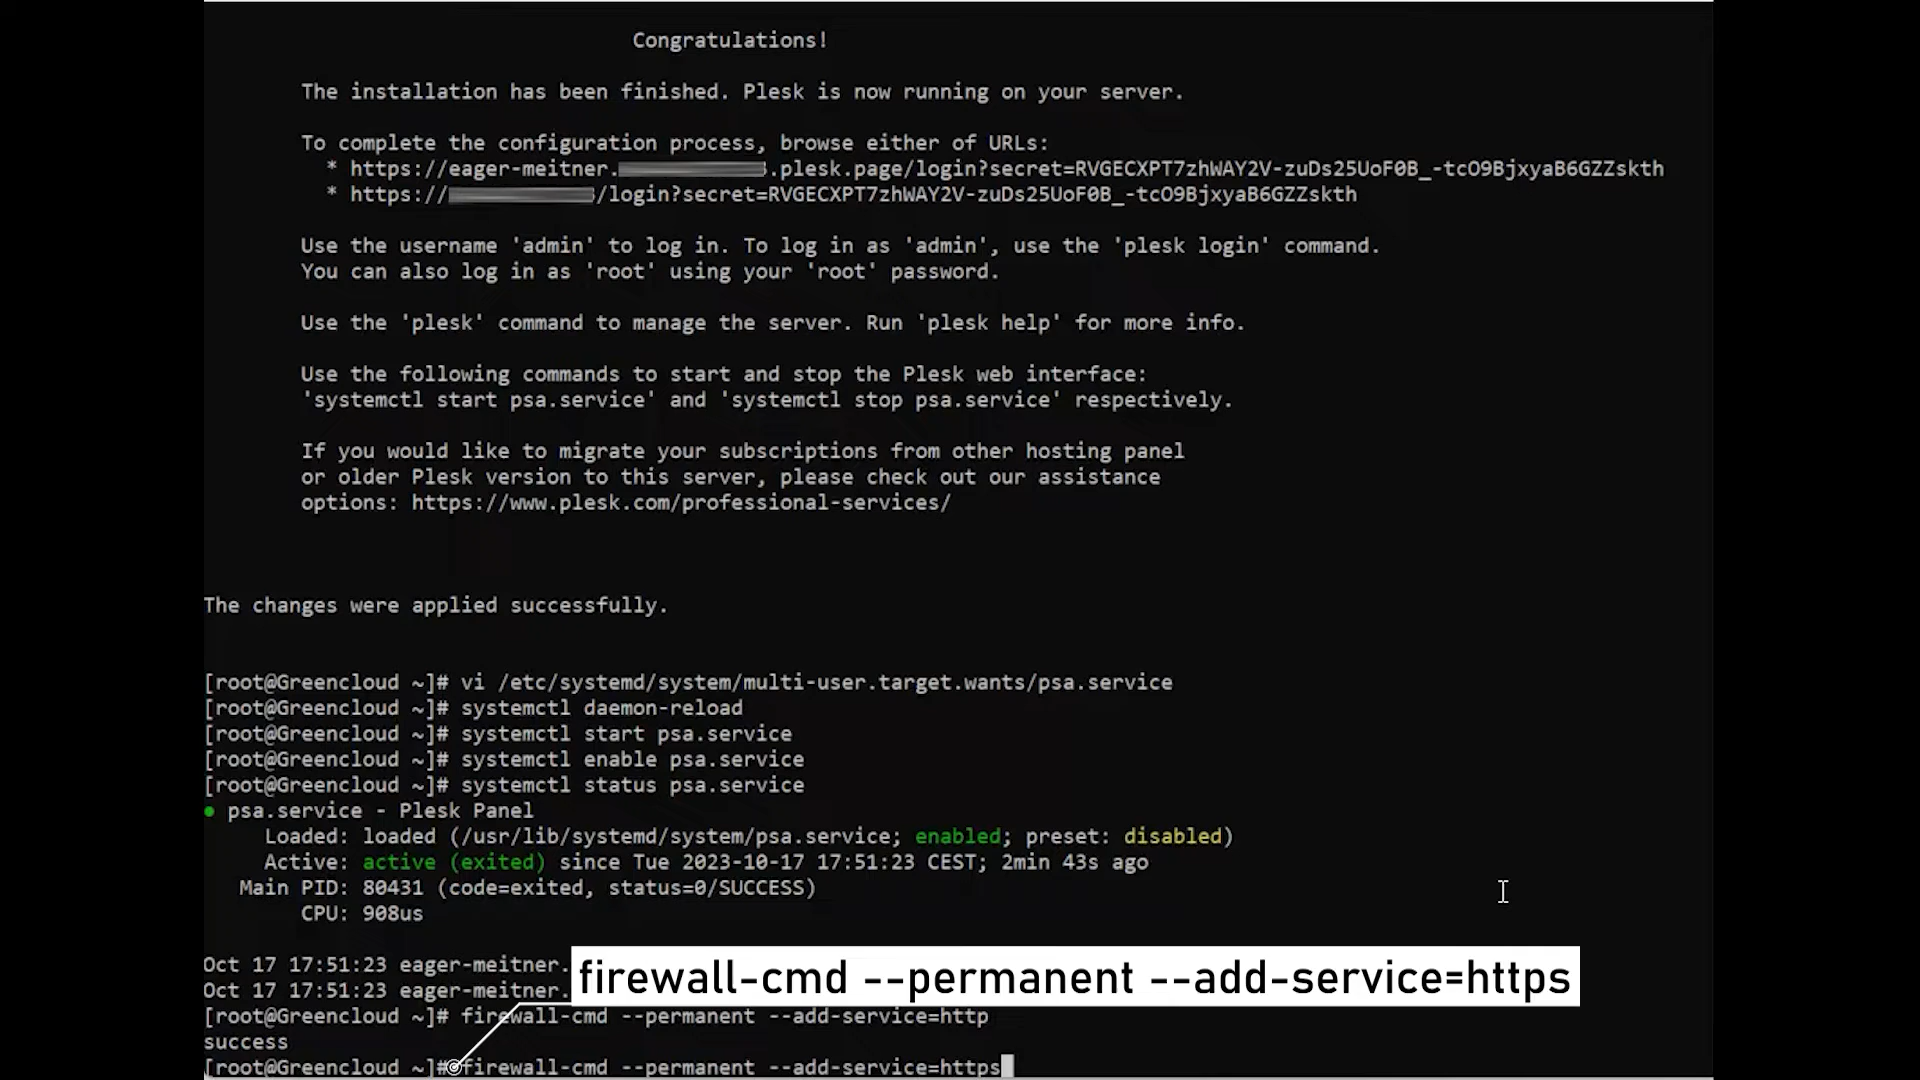 Congratulations!
The installation has been finished. Plesk is now running on your server.
To complete the configuration process, browse either of URLs:
* https://eager-meitner. .plesk.page/login?secret=RVGECXPT7zhWAY2V-zuDs25UoF0B_-tcO9BjxyaB6GZZskth
* https:// /login?secret=RVGECXPT7zhWAY2V-zuDs25UoF0B_-tcO9BjxyaB6GZZskth
Use the username 'admin' to log in. To log in as 'admin', use the 'plesk login' command.
You can also log in as 'root' using your 'root' password.
Use the 'plesk' command to manage the server. Run 'plesk help' for more info.
Use the following commands to start and stop the Plesk web interface:
'systemctl start psa.service' and 'systemctl stop psa.service' respectively.
If you would like to migrate your subscriptions from other hosting panel
or older Plesk version to this server, please check out our assistance
options: https://www.plesk.com/professional-services/
The changes were applied successfully.
[root@Greencloud ~]# vi /etc/systemd/system/multi-user.target.wants/psa.service
[root@Greencloud ~]# systemctl daemon-reload
[root@Greencloud ~]# systemctl start psa.service
[root@Greencloud ~]# systemctl enable psa.service
[root@Greencloud ~]# systemctl status psa.service
● psa.service - Plesk Panel
Loaded: loaded (/usr/lib/systemd/system/psa.service; enabled; preset: disabled)
Active: active (exited) since Tue 2023-10-17 17:51:23 CEST; 2min 43s ago
Main PID: 80431 (code=exited, status=0/SUCCESS)
CPU: 908us
Oct 17 17:51:23 eager-meitner.
Oct 17 17:51:23 eager-meitner.
firewall-cmd --permanent --add-service=https
[root@Greencloud ~]# firewall-cmd --permanent --add-service=http
success
[root@Greencloud ~]# firewall-cmd --permanent --add-service=https